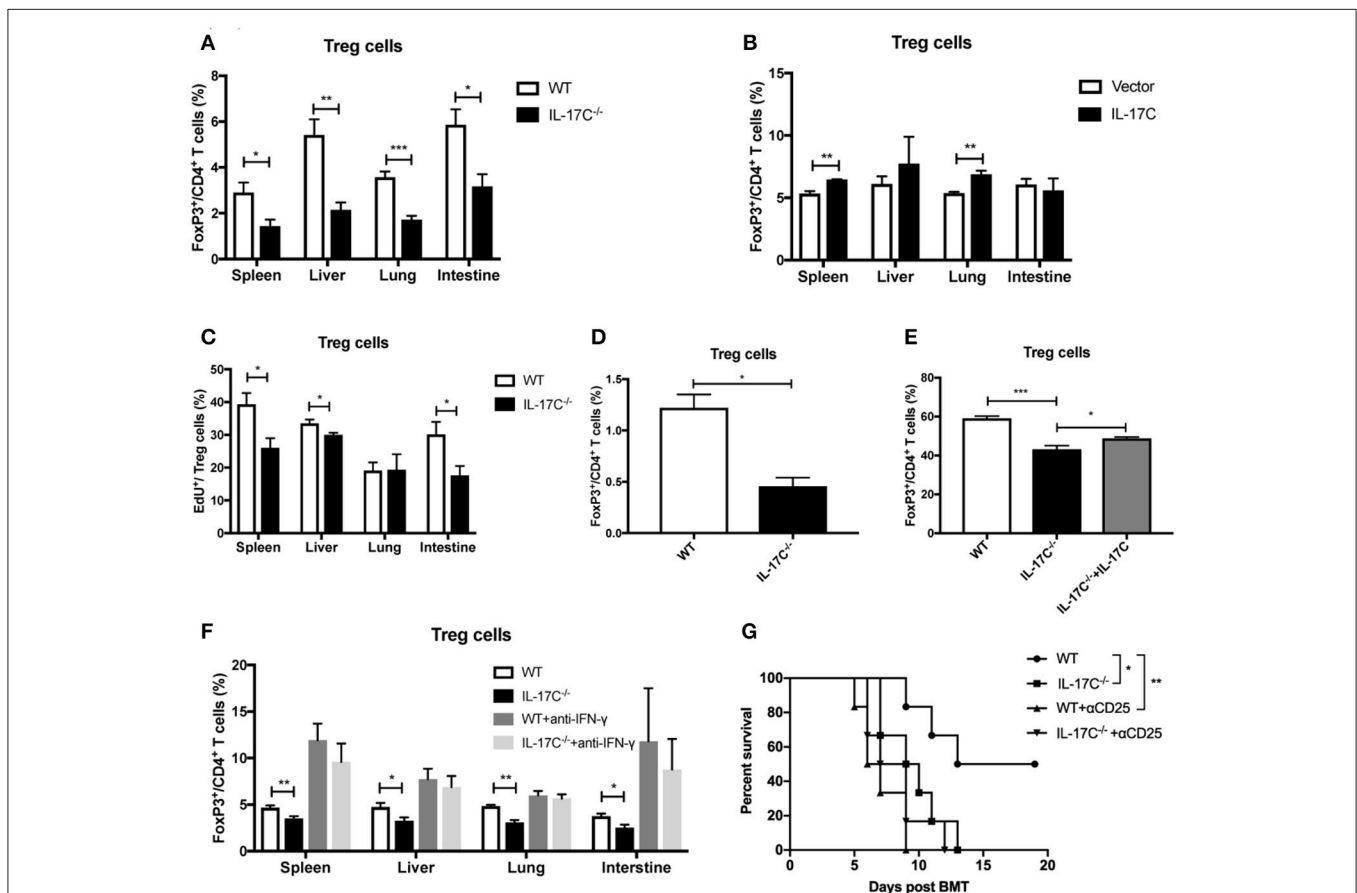 A
Treg cells
FoxP3⁺/CD4⁺ T cells (%)
8
6
4
2
0
* ** *** *
Spleen Liver Lung Intestine
WT
IL-17C⁻/⁻
B
Treg cells
FoxP3⁺/CD4⁺ T cells (%)
15
10
5
0
** **
Spleen Liver Lung Intestine
Vector
IL-17C
C
Treg cells
EdU⁺/ Treg cells (%)
50
40
30
20
10
0
* * *
Spleen Liver Lung Intestine
WT
IL-17C⁻/⁻
D
Treg cells
FoxP3⁺/CD4⁺ T cells (%)
1.5
1.0
0.5
0.0
*
WT
IL-17C⁻/⁻
E
Treg cells
FoxP3⁺/CD4⁺ T cells (%)
80
60
40
20
0
*** *
WT
IL-17C⁻/⁻
IL-17C⁻/⁻+IL-17C
F
Treg cells
FoxP3⁺/CD4⁺ T cells (%)
20
15
10
5
0
** * ** *
Spleen Liver Lung Interstine
WT
IL-17C⁻/⁻
WT+anti-IFN-γ
IL-17C⁻/⁻+anti-IFN-γ
G
Percent survival
100
80
60
40
20
0
0 5 10 15 20
Days post BMT
WT
IL-17C⁻/⁻
WT+αCD25
IL-17C⁻/⁻ +αCD25
* **